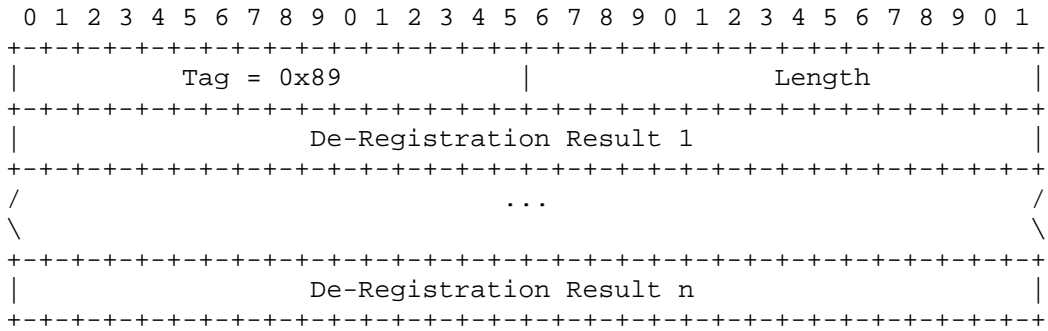 0 1 2 3 4 5 6 7 8 9 0 1 2 3 4 5 6 7 8 9 0 1 2 3 4 5 6 7 8 9 0 1
+-+-+-+-+-+-+-+-+-+-+-+-+-+-+-+-+-+-+-+-+-+-+-+-+-+-+-+-+-+-+-+-+
|          Tag = 0x89           |               Length          |
+-+-+-+-+-+-+-+-+-+-+-+-+-+-+-+-+-+-+-+-+-+-+-+-+-+-+-+-+-+-+-+-+
|                  De-Registration Result 1                     |
+-+-+-+-+-+-+-+-+-+-+-+-+-+-+-+-+-+-+-+-+-+-+-+-+-+-+-+-+-+-+-+-+
/                              ...                              /
\                                                               \
+-+-+-+-+-+-+-+-+-+-+-+-+-+-+-+-+-+-+-+-+-+-+-+-+-+-+-+-+-+-+-+-+
|                  De-Registration Result n                     |
+-+-+-+-+-+-+-+-+-+-+-+-+-+-+-+-+-+-+-+-+-+-+-+-+-+-+-+-+-+-+-+-+